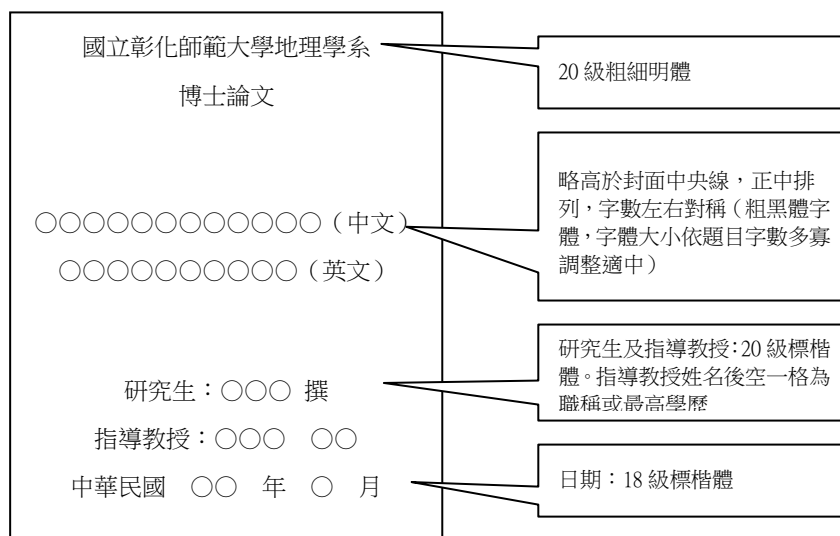 國立彰化師範大學地理學系
博士論文
○○○○○○○○○○○○（中文）
○○○○○○○○○○（英文）
研究生：○○○ 撰
指導教授：○○○　○○
中華民國　○○　年　○　月
20 級粗細明體
略高於封面中央線，正中排
列，字數左右對稱（粗黑體字
體，字體大小依題目字數多寡
調整適中）
研究生及指導教授：20 級標楷
體。指導教授姓名後空一格為
職稱或最高學歷
日期：18 級標楷體